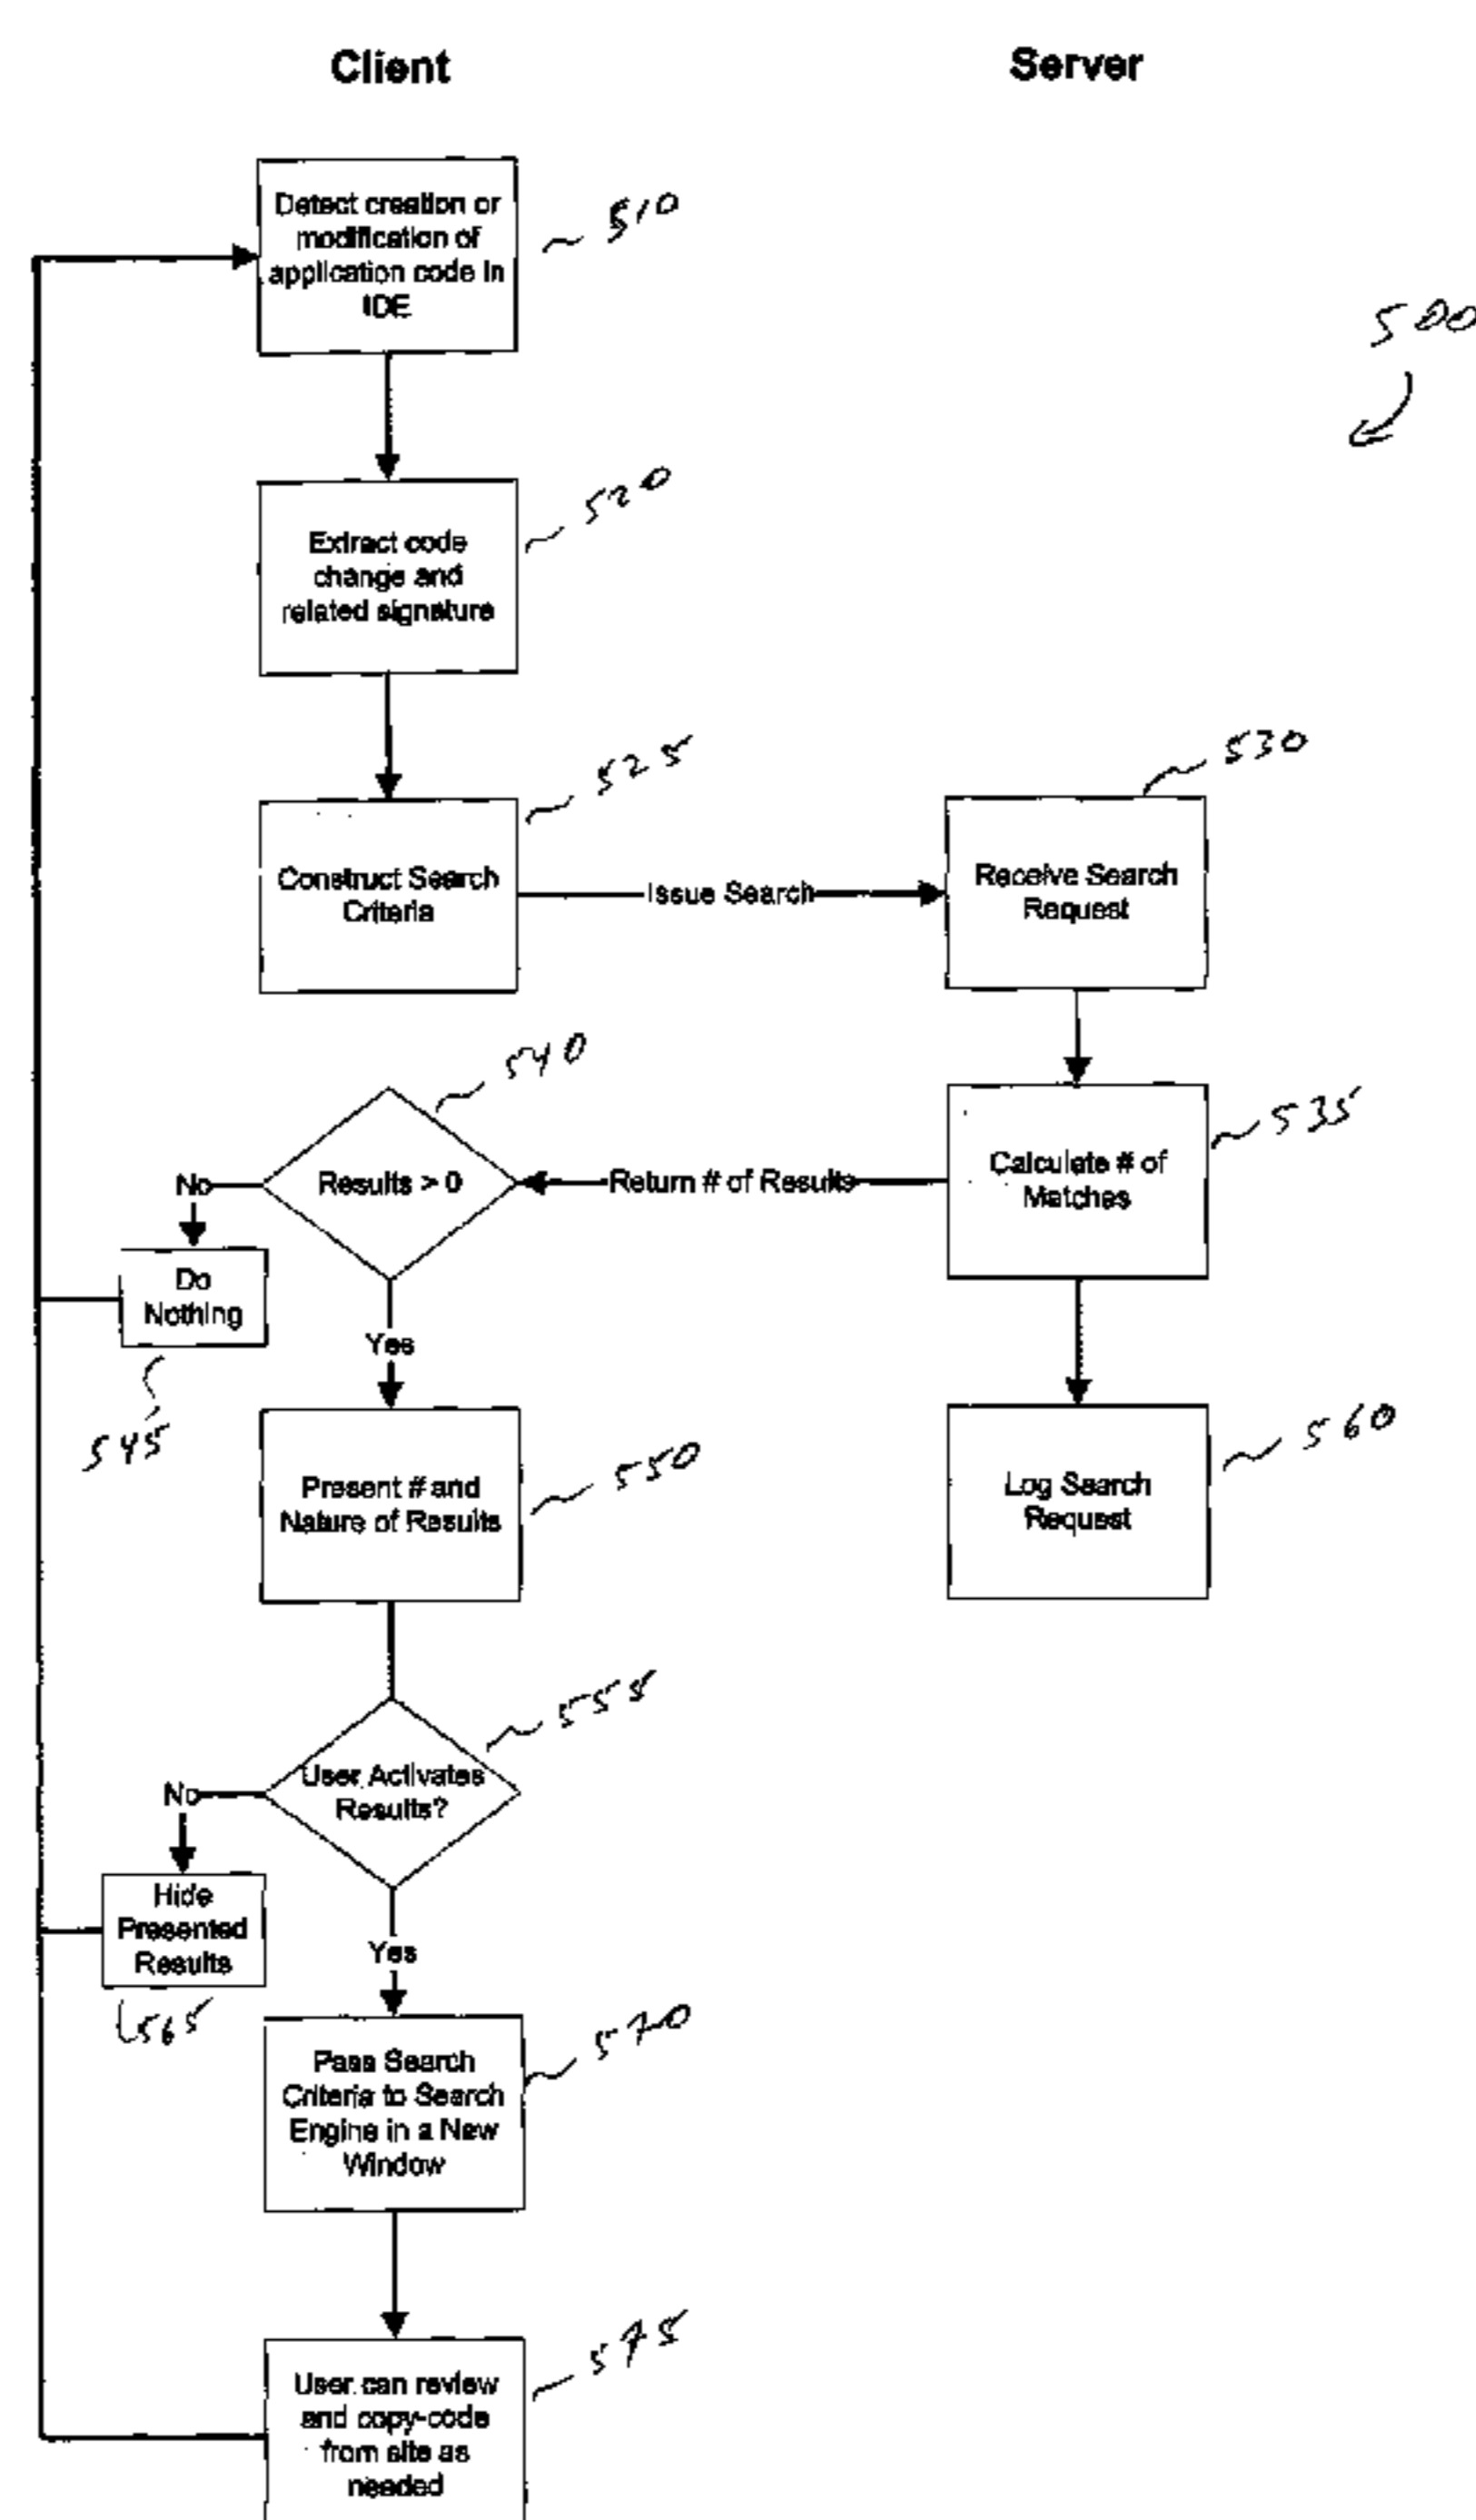 Client
Server
Detect creation or
modification of
application code in
IDE
510
500
Extract code
change and
related signature
520
Construct Search
Criteria
525
Issue Search
Receive Search
Request
530
Results > 0
540
Return # of Results
Calculate # of
Matches
535
No
Do
Nothing
545
Yes
Present # and
Nature of Results
550
Log Search
Request
560
User Activates
Results?
555
No
Hide
Presented
Results
565
Yes
Pass Search
Criteria to Search
Engine in a New
Window
570
User can review
and copy-code
from site as
needed
575